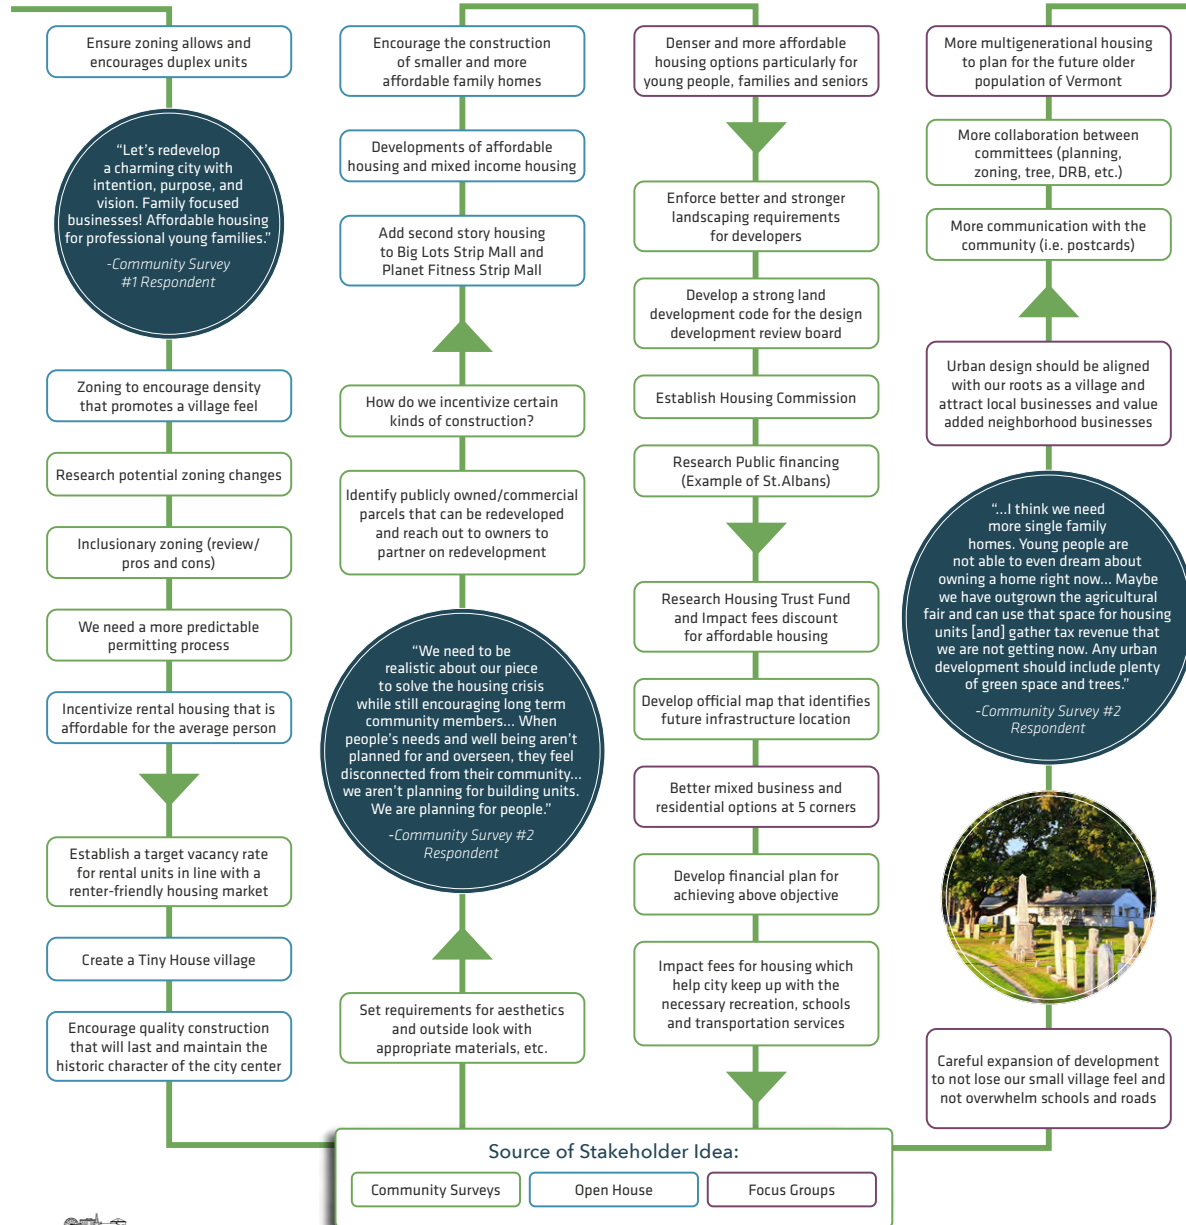 Ensure zoning allows and
encourages duplex units
“Let’s redevelop
a charming city with
intention, purpose, and
vision. Family focused
businesses! Affordable housing
for professional young families.”
-Community Survey
#1 Respondent
Zoning to encourage density
that promotes a village feel
Research potential zoning changes
Inclusionary zoning (review/
pros and cons)
We need a more predictable
permitting process
Incentivize rental housing that is
affordable for the average person
Establish a target vacancy rate
for rental units in line with a
renter-friendly housing market
Create a Tiny House village
Encourage quality construction
that will last and maintain the
historic character of the city center
Encourage the construction
of smaller and more
affordable family homes
Developments of affordable
housing and mixed income housing
Add second story housing
to Big Lots Strip Mall and
Planet Fitness Strip Mall
How do we incentivize certain
kinds of construction?
Identify publicly owned/commercial
parcels that can be redeveloped
and reach out to owners to
partner on redevelopment
“We need to be
realistic about our piece
to solve the housing crisis
while still encouraging long term
community members... When
people’s needs and well being aren’t
planned for and overseen, they feel
disconnected from their community...
we aren’t planning for building units.
We are planning for people.”
-Community Survey #2
Respondent
Set requirements for aesthetics
and outside look with
appropriate materials, etc.
Denser and more affordable
housing options particularly for
young people, families and seniors
Enforce better and stronger
landscaping requirements
for developers
Develop a strong land
development code for the design
development review board
Establish Housing Commission
Research Public financing
(Example of St.Albans)
Research Housing Trust Fund
and Impact fees discount
for affordable housing
Develop official map that identifies
future infrastructure location
Better mixed business and
residential options at 5 corners
Develop financial plan for
achieving above objective
Impact fees for housing which
help city keep up with the
necessary recreation, schools
and transportation services
More multigenerational housing
to plan for the future older
population of Vermont
More collaboration between
committees (planning,
zoning, tree, DRB, etc.)
More communication with the
community (i.e. postcards)
Urban design should be aligned
with our roots as a village and
attract local businesses and value
added neighborhood businesses
“...I think we need
more single family
homes. Young people are
not able to even dream about
owning a home right now... Maybe
we have outgrown the agricultural
fair and can use that space for housing
units [and] gather tax revenue that
we are not getting now. Any urban
development should include plenty
of green space and trees.”
-Community Survey #2
Respondent
Careful expansion of development
to not lose our small village feel and
not overwhelm schools and roads
Source of Stakeholder Idea:
Community Surveys
Open House
Focus Groups